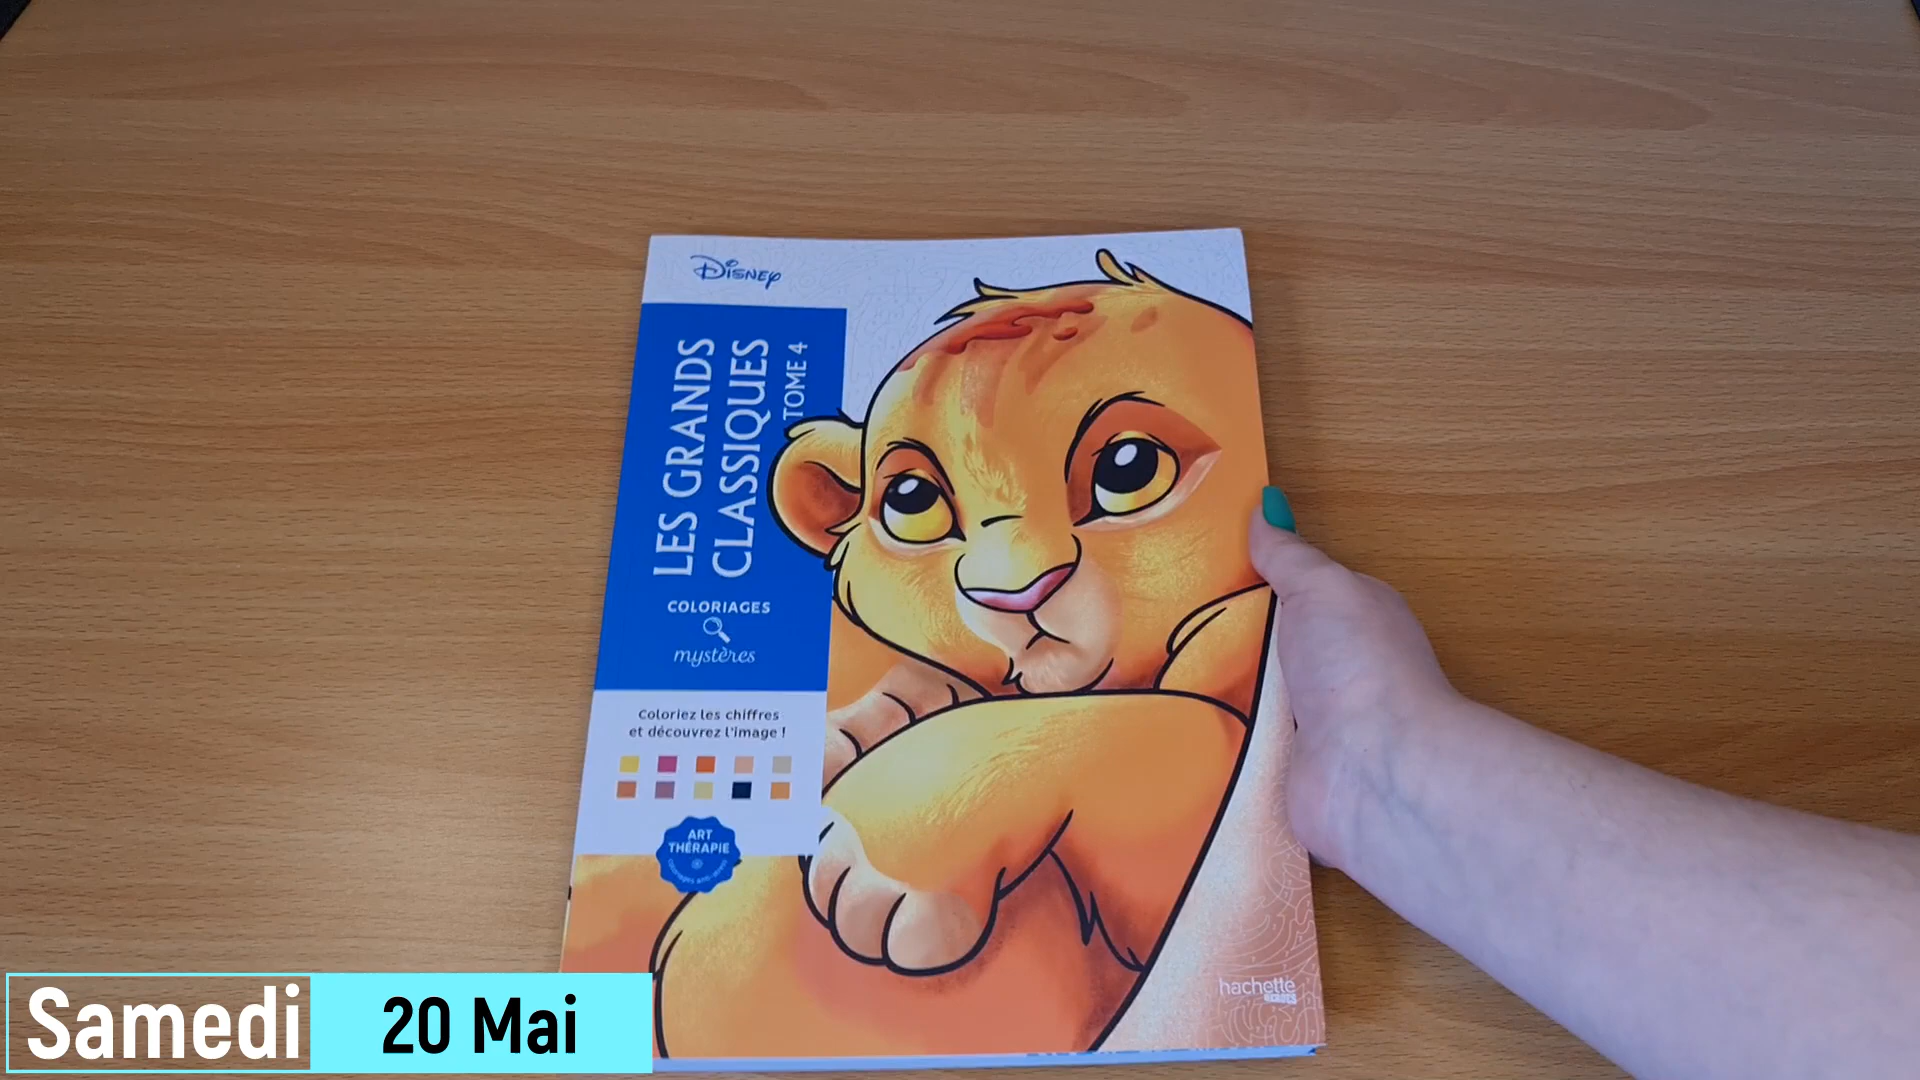 Disney
LES GRANDS
CLASSIQUES
TOME 4
COLORIAGES
mystères
Coloriez les chiffres
et découvrez l'image !
ART
THÉRAPIE
hachette
HEROES
Samedi
20 Mai